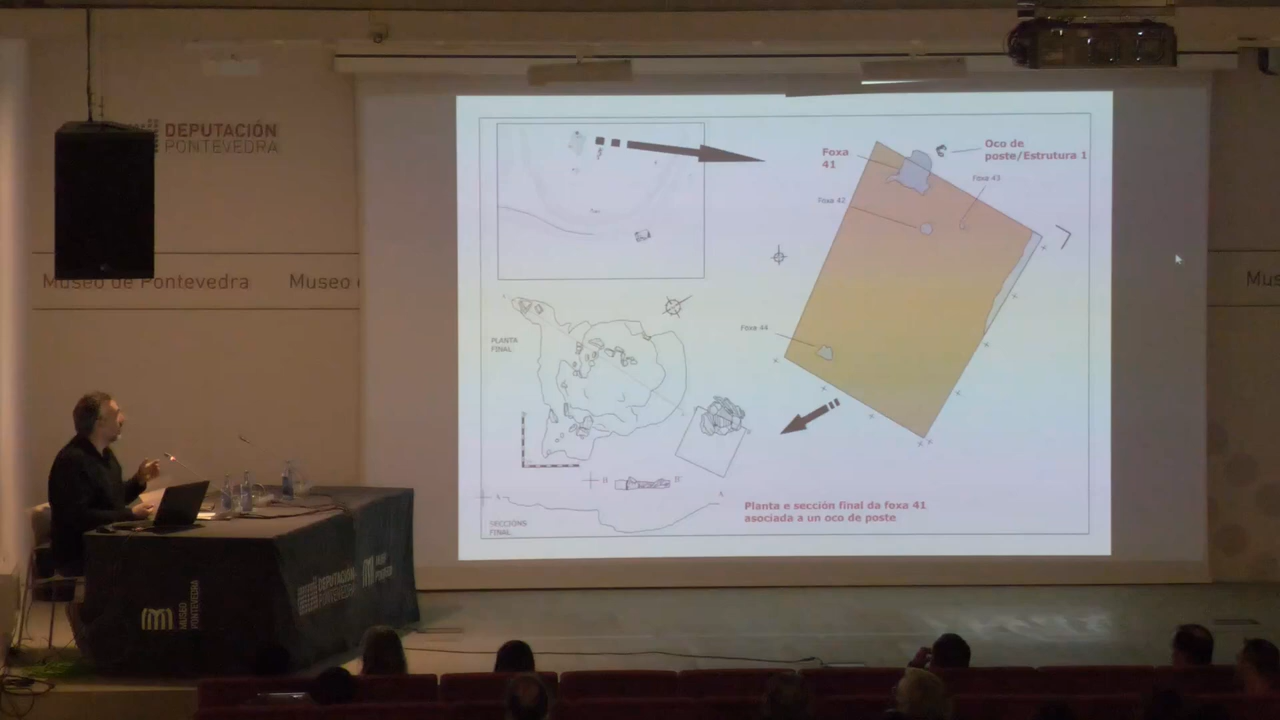 DEPUTACIÓN
PONTEVEDRA
Museo de Pontevedra
Museo
Mus
Foxa
41
Oco de
poste/Estrutura 1
Foxa 43
Foxa 42
Foxa 44
PLANTA
FINAL
Planta e sección final da foxa 41
asociada a un oco de poste
SECCIÓNS
FINAL
MUSEO
PONTEVEDRA
DEPUTACIÓN
PONTEVEDRA